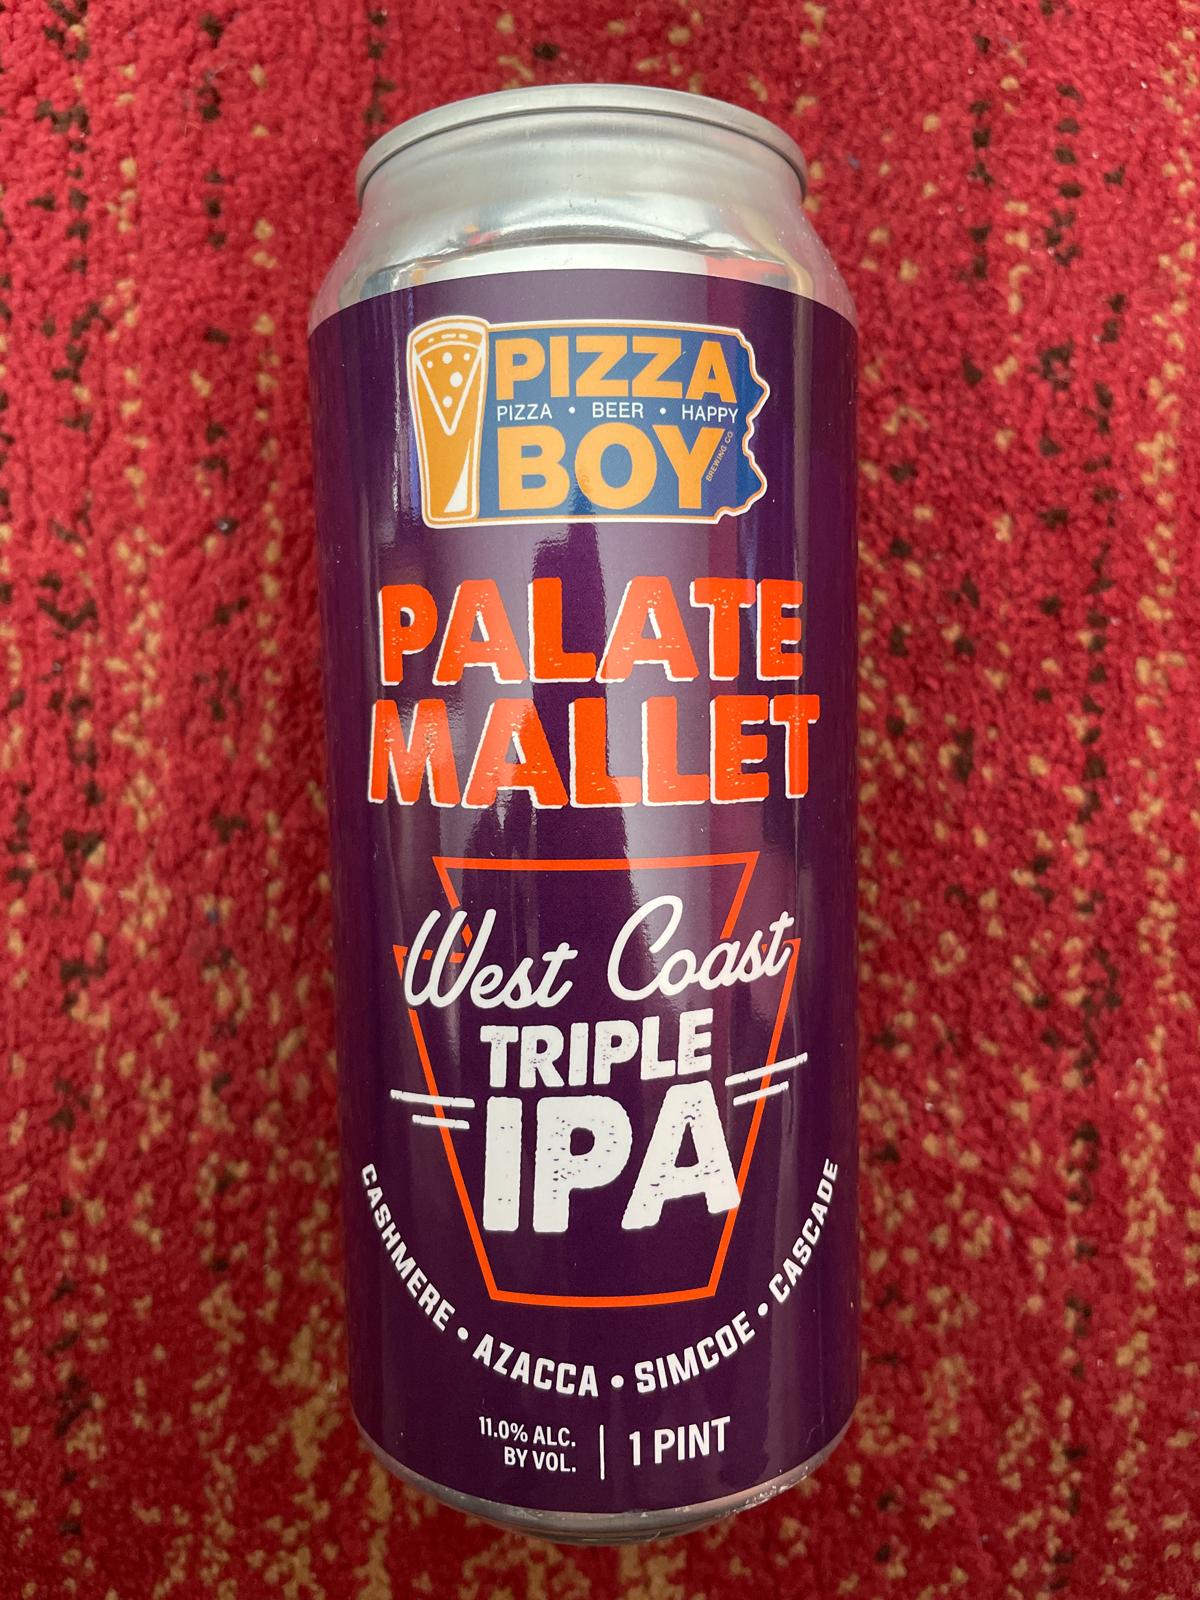 PIZZA
PIZZA • BEER • HAPPY
BOY
BREWING CO
PALATE
MALLET
West Coast
TRIPLE
IPA
CASHMERE • AZACCA • SIMCOE • CASCADE
11.0% ALC.
BY VOL.
1 PINT